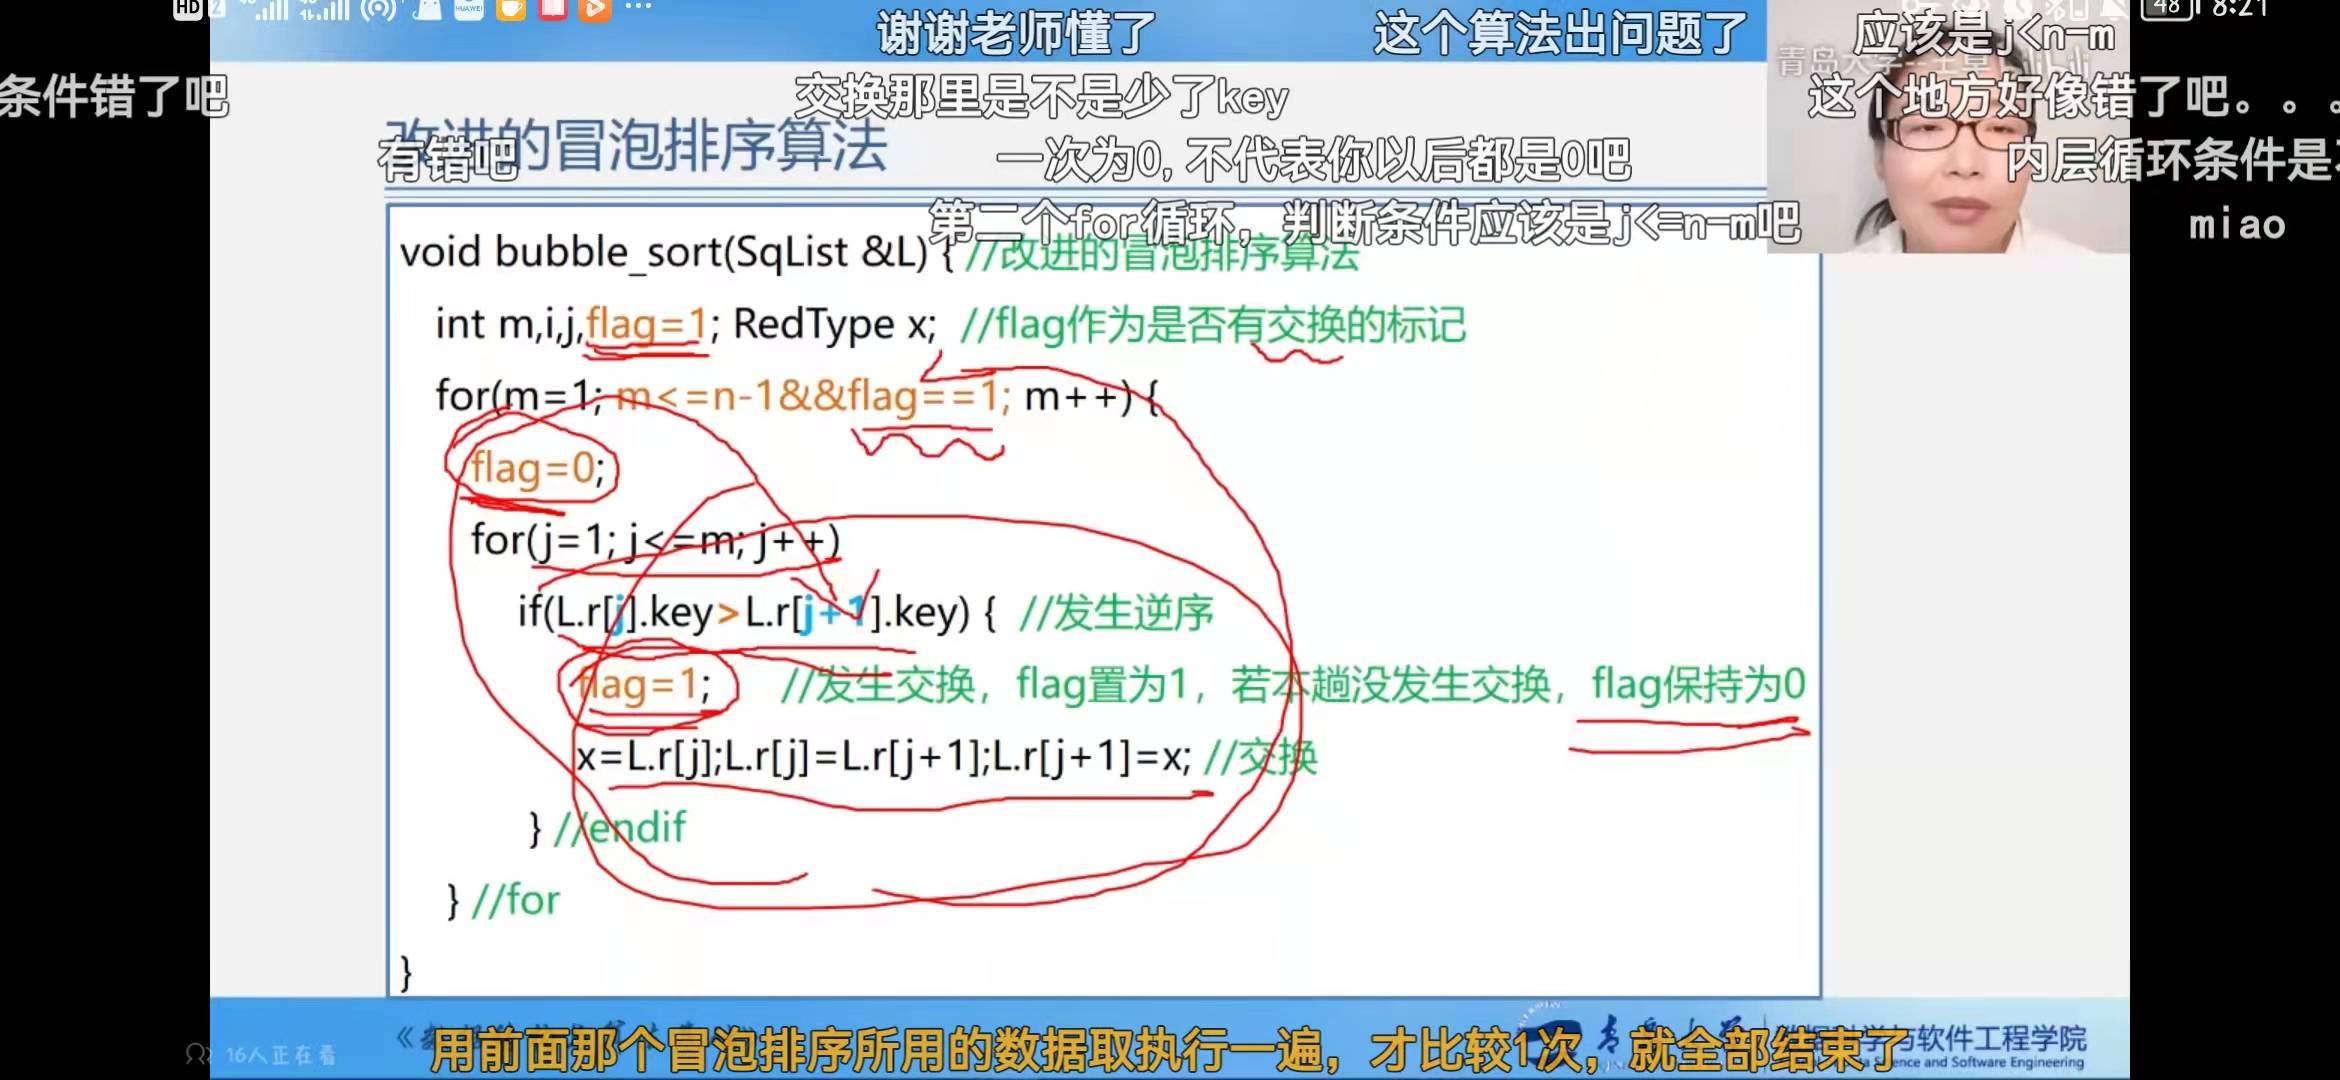 HD 2
48 8:21
谢谢老师懂了
这个算法出问题了
应该是j<n-m
条件错了吧
交换那里是不是少了key
这个地方好像错了吧。。。
改进的冒泡排序算法
有错吧
一次为0,不代表你以后都是0吧
内层循环条件是
第二个for循环，判断条件应该是j<=n-m吧
miao
void bubble_sort(SqList &L) { //改进的冒泡排序算法
int m,i,j,flag=1; RedType x; //flag作为是否有交换的标记
for(m=1; m<=n-1&&flag==1; m++) {
flag=0;
for(j=1; j<=m; j++)
if(L.r[j].key>L.r[j+1].key) { //发生逆序
flag=1; //发生交换，flag置为1，若本趟没发生交换，flag保持为0
x=L.r[j];L.r[j]=L.r[j+1];L.r[j+1]=x; //交换
} //endif
} //for
}
用前面那个冒泡排序所用的数据取执行一遍，才比较1次，就全部结束了
16人正在看
科学与软件工程学院
Science and Software Engineering